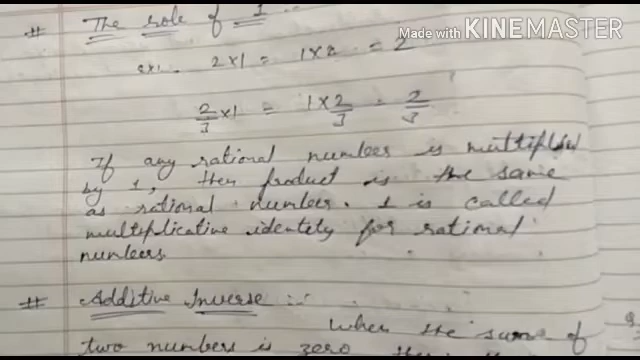 # The role of 1 :-
Made with KINEMASTER
ex:- 2×1 = 1×2 = 2
2/3 ×1 = 1× 2/3 = 2/3
If any rational number is multiplied
by 1, then product is the same
as rational number. 1 is called
multiplicative identity for rational
numbers
# Additive Inverse :-
When the sum of
two numbers is zero